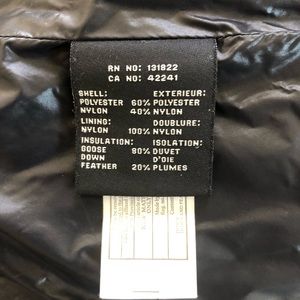 RN NO: 131822
CA NO: 42241
SHELL: EXTERIEUR:
POLYESTER 60% POLYESTER
NYLON 40% NYLON
LINING: DOUBLURE:
NYLON 100% NYLON
INSULATION: ISOLATION:
GOOSE 80% DUVET
DOWN D'OIE
FEATHER 20% PLUMES